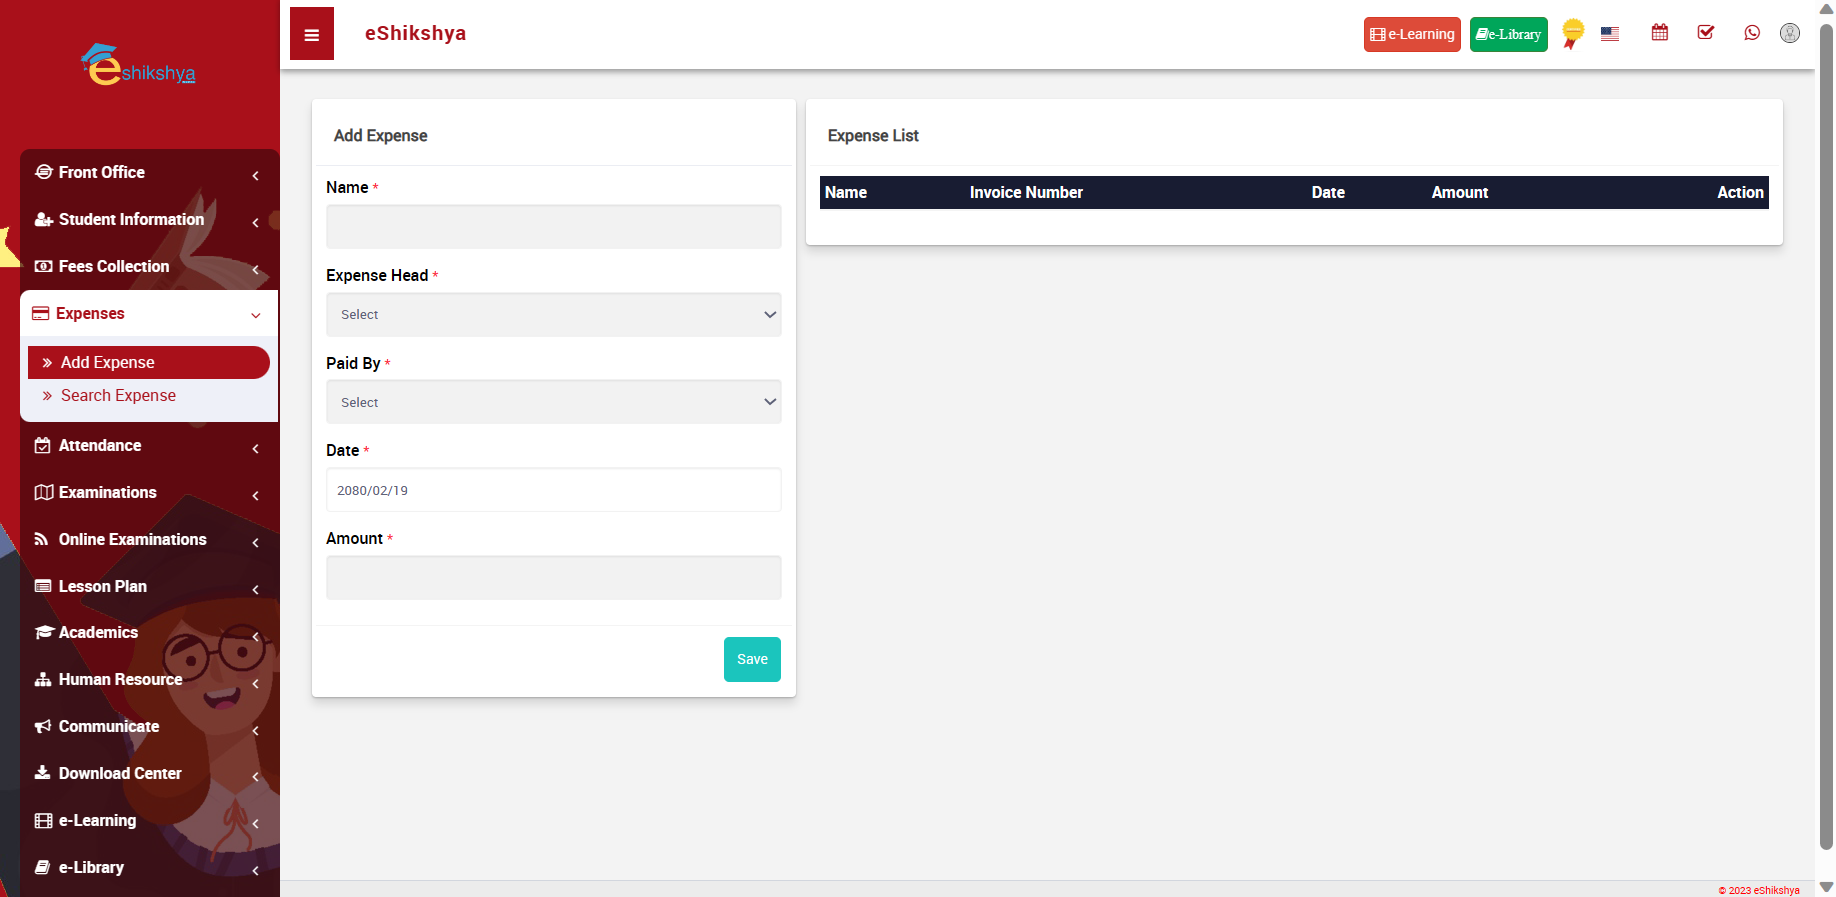 eshikshya
eShikshya
e-Learning
e-Library
Front Office
Student Information
Fees Collection
Expenses
Add Expense
Search Expense
Attendance
Examinations
Online Examinations
Lesson Plan
Academics
Human Resource
Communicate
Download Center
e-Learning
e-Library
Add Expense
Name *
Expense Head *
Select
Paid By *
Select
Date *
2080/02/19
Amount *
Save
Expense List
Name Invoice Number Date Amount Action
© 2023 eShikshya